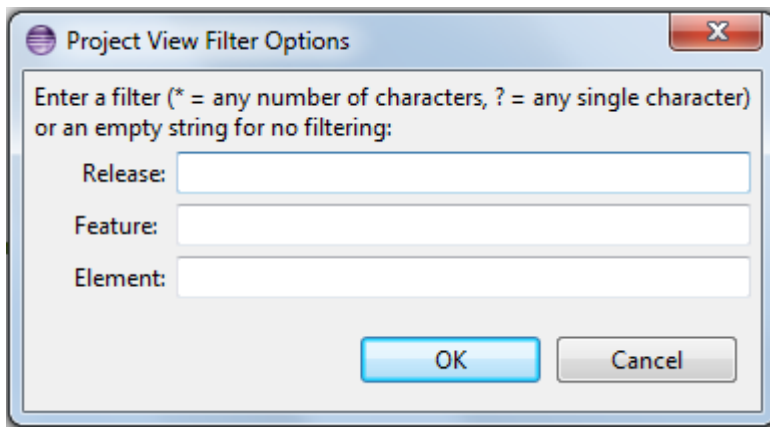 Project View Filter Options
Enter a filter (* = any number of characters, ? = any single character)
or an empty string for no filtering:
Release:
Feature:
Element:
OK Cancel